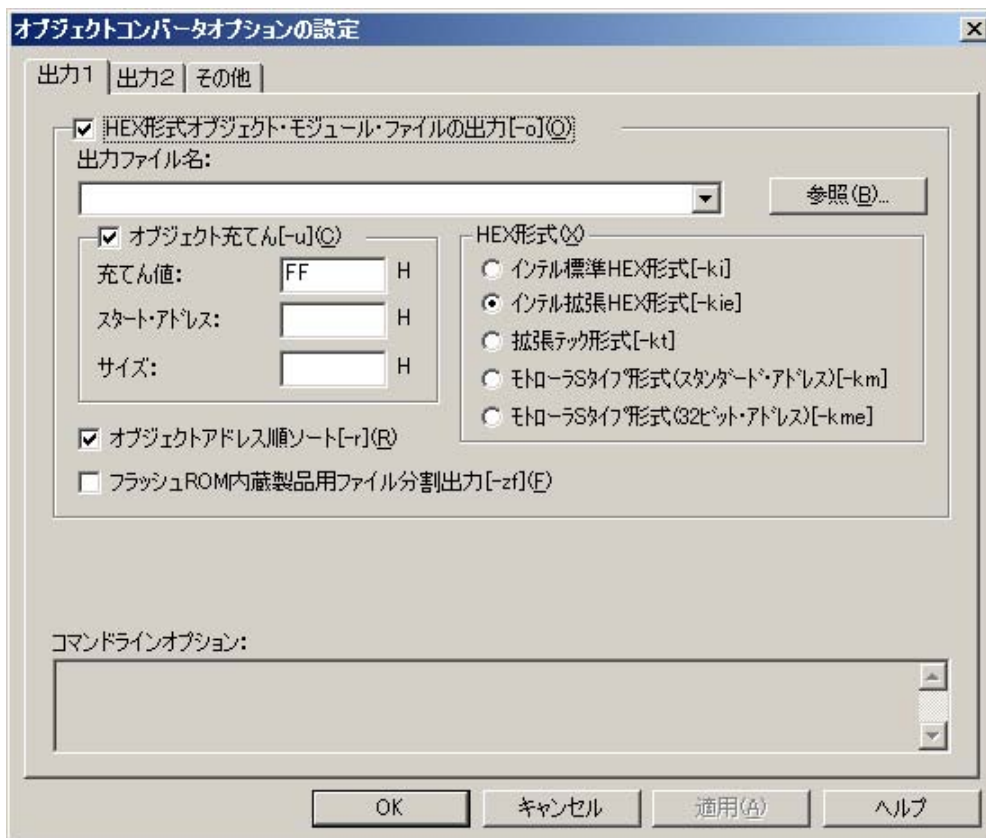 オブジェクトコンバータオプションの設定
出力1 出力2 その他
HEX形式オブジェクト・モジュール・ファイルの出力[-o](O)
出力ファイル名:
参照(B)...
オブジェクト充てん[-u](C)
充てん値: FF H
スタート・アドレス: H
サイズ: H
HEX形式(X)
インテル標準HEX形式[-ki]
インテル拡張HEX形式[-kie]
拡張テック形式[-kt]
モトローラSタイプ形式(スタンダード・アドレス)[-km]
モトローラSタイプ形式(32ビット・アドレス)[-kme]
オブジェクトアドレス順ソート[-r](R)
フラッシュROM内蔵製品用ファイル分割出力[-zf](F)
コマンドラインオプション:
OK キャンセル 適用(A) ヘルプ